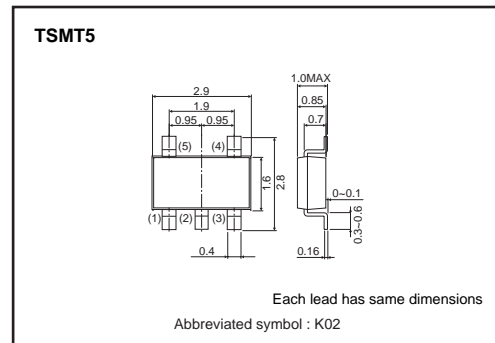 TSMT5
1.0MAX
2.9
0.85
1.9
0.7
0.95 0.95
(5) (4)
1.6
2.8
0~0.1
(1) (2) (3)
0.3~0.6
0.4
0.16
Each lead has same dimensions
Abbreviated symbol : K02